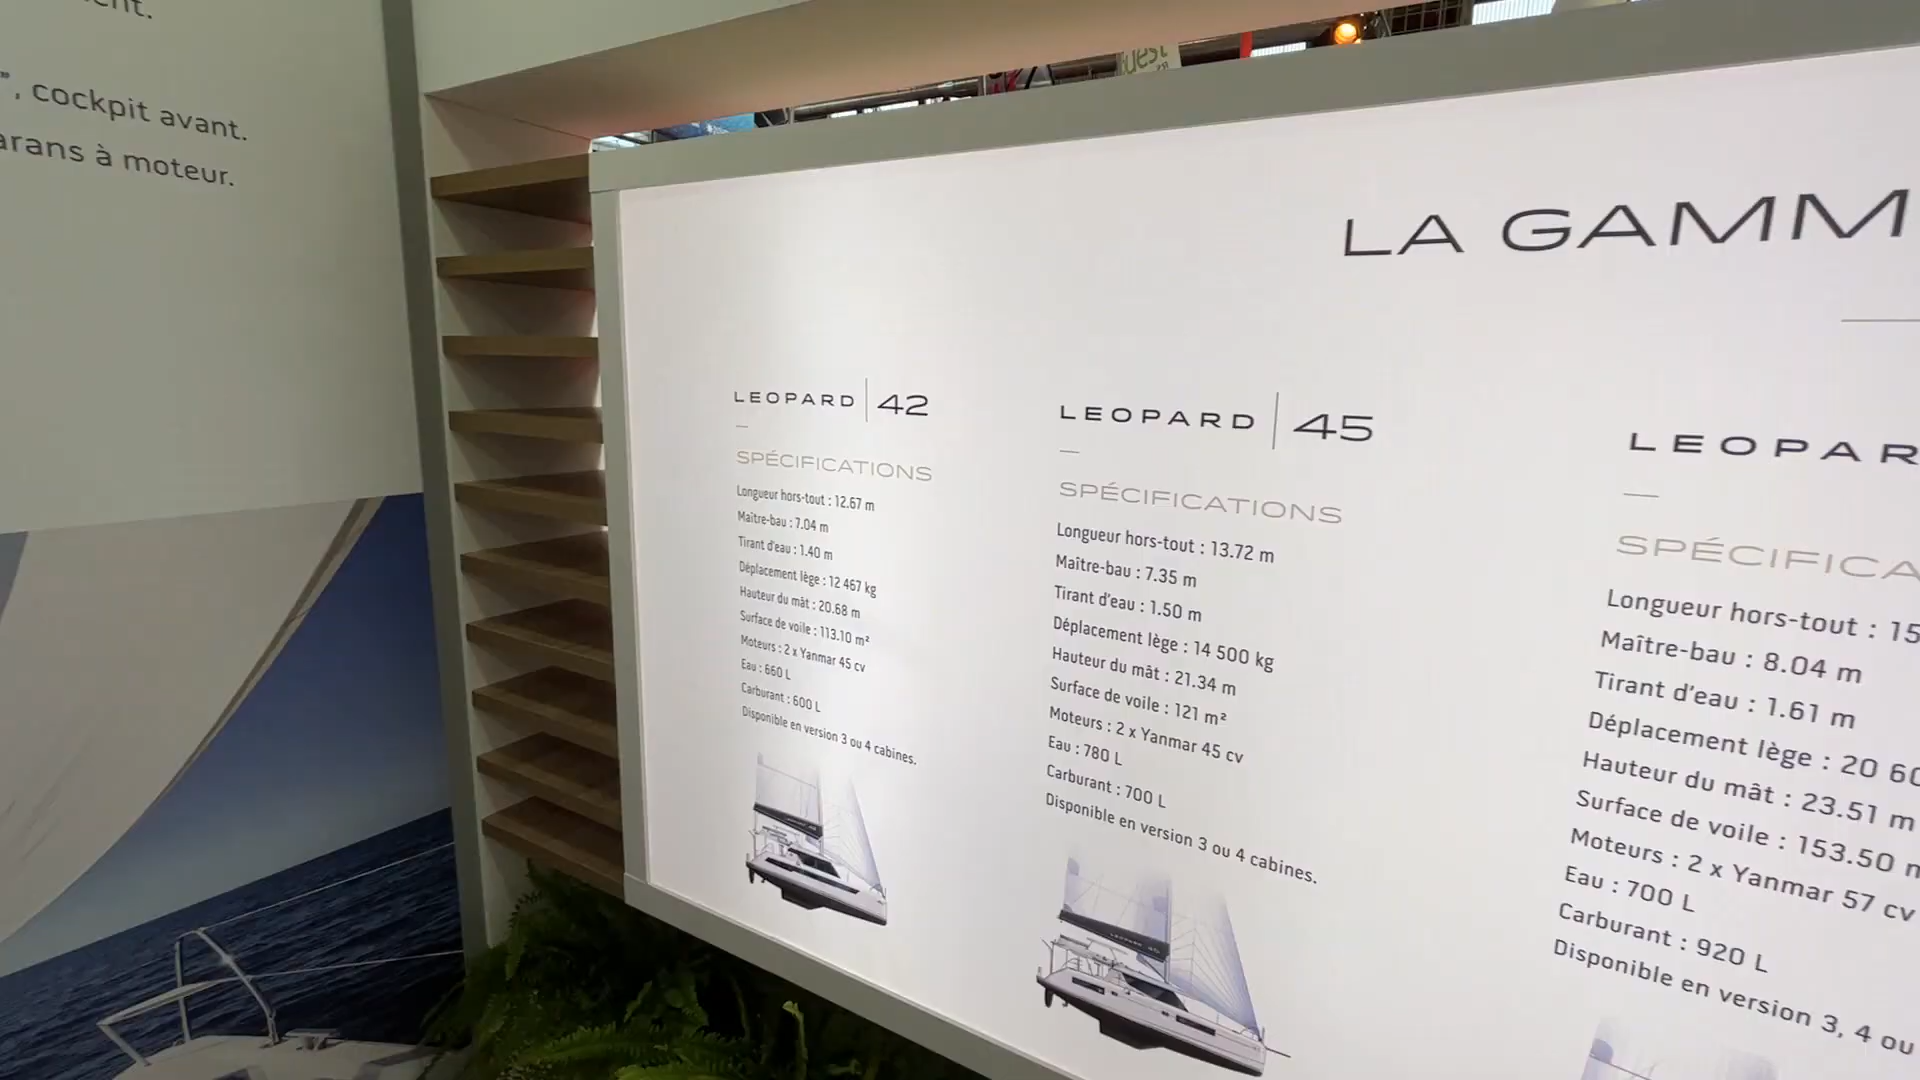 , cockpit avant.
à moteur.
uest
LA GAMM
LEOPARD | 42
SPÉCIFICATIONS
Longueur hors-tout : 12.67 m
Maître-bau : 7.04 m
Tirant d'eau : 1.40 m
Déplacement lège : 12 467 kg
Hauteur du mât : 20.68 m
Surface de voile : 113.10 m²
Moteurs : 2 x Yanmar 45 cv
Eau : 660 L
Carburant : 600 L
Disponible en version 3 ou 4 cabines.
LEOPARD | 45
SPÉCIFICATIONS
Longueur hors-tout : 13.72 m
Maître-bau : 7.35 m
Tirant d'eau : 1.50 m
Déplacement lège : 14 500 kg
Hauteur du mât : 21.34 m
Surface de voile : 121 m²
Moteurs : 2 x Yanmar 45 cv
Eau : 780 L
Carburant : 700 L
Disponible en version 3 ou 4 cabines.
LEOPAR
SPÉCIFICA
Longueur hors-tout : 15
Maître-bau : 8.04 m
Tirant d'eau : 1.61 m
Déplacement lège : 20 60
Hauteur du mât : 23.51 m
Surface de voile : 153.50 m
Moteurs : 2 x Yanmar 57 cv
Eau : 700 L
Carburant : 920 L
Disponible en version 3, 4 ou